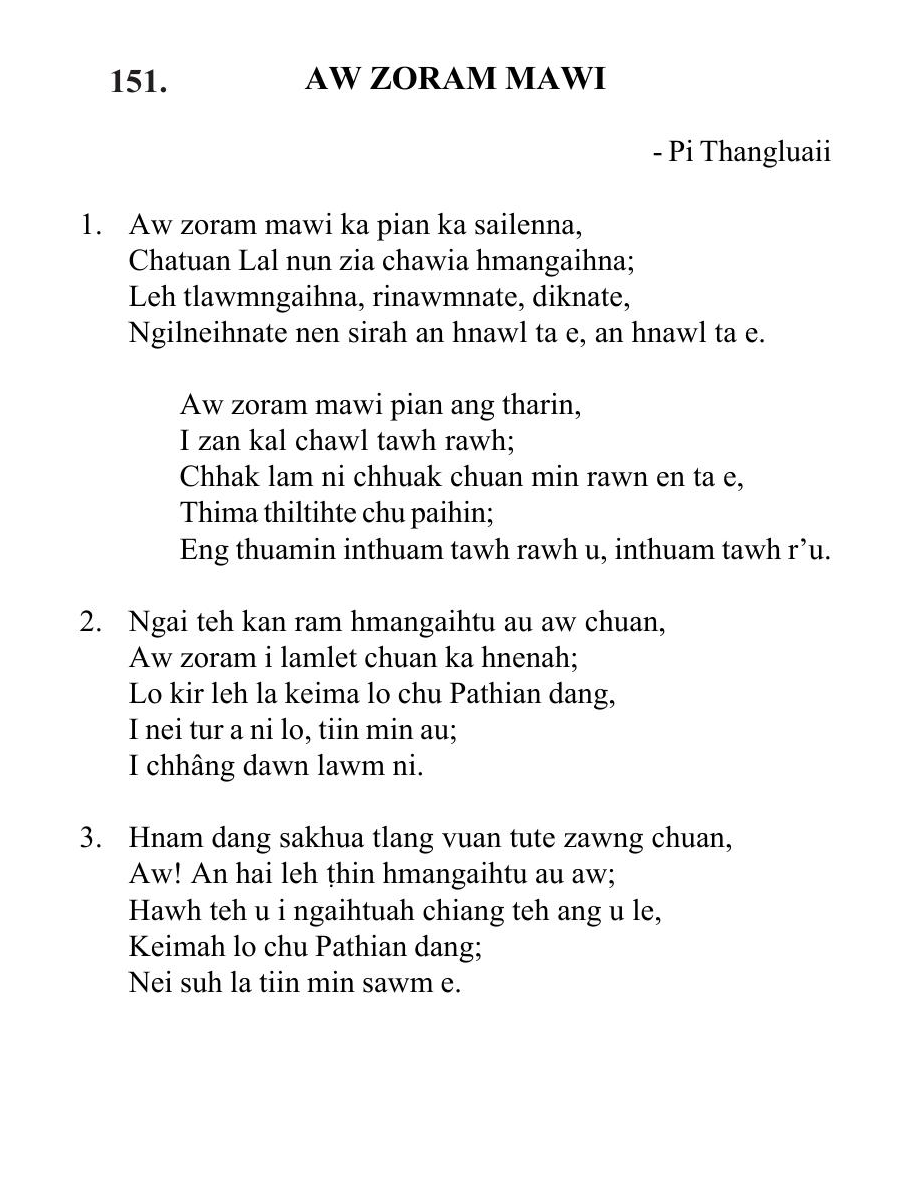 151. AW ZORAM MAWI
- Pi Thangluaii
1. Aw zoram mawi ka pian ka sailenna,
Chatuan Lal nun zia chawia hmangaihna;
Leh tlawmngaihna, rinawmnate, diknate,
Ngilneihnate nen sirah an hnawl ta e, an hnawl ta e.
Aw zoram mawi pian ang tharin,
I zan kal chawl tawh rawh;
Chhak lam ni chhuak chuan min rawn en ta e,
Thima thiltihte chu paihin;
Eng thuamin inthuam tawh rawh u, inthuam tawh r’u.
2. Ngai teh kan ram hmangaihtu au aw chuan,
Aw zoram i lamlet chuan ka hnenah;
Lo kir leh la keima lo chu Pathian dang,
I nei tur a ni lo, tiin min au;
I chhâng dawn lawm ni.
3. Hnam dang sakhua tlang vuan tute zawng chuan,
Aw! An hai leh ṭhin hmangaihtu au aw;
Hawh teh u i ngaihtuah chiang teh ang u le,
Keimah lo chu Pathian dang;
Nei suh la tiin min sawm e.